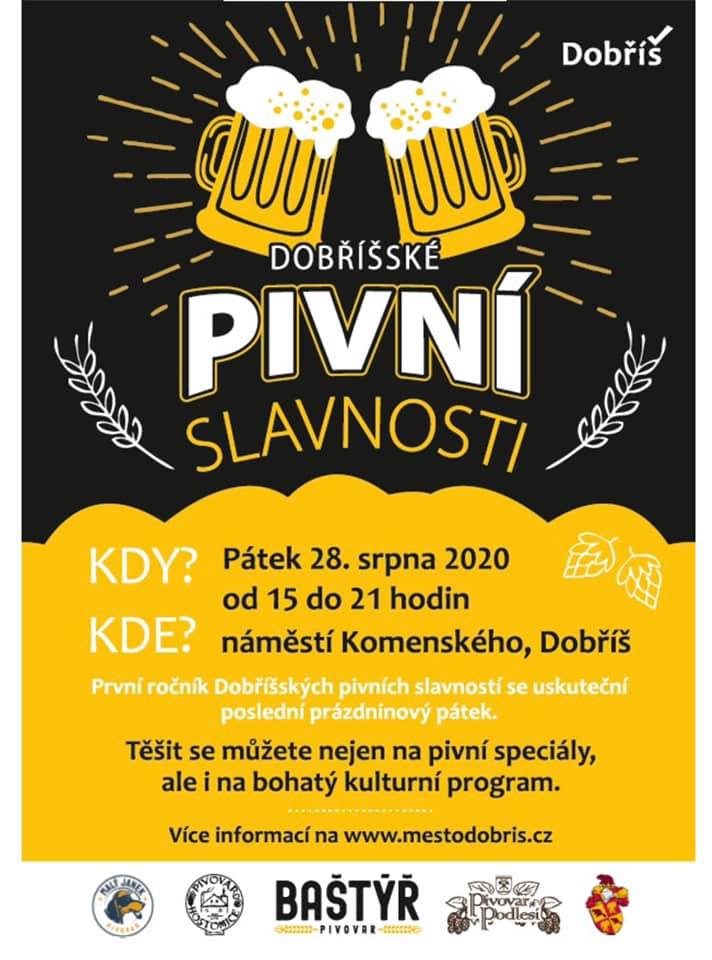 Dobříš
DOBŘÍŠSKÉ
PIVNÍ
SLAVNOSTI
KDY? Pátek 28. srpna 2020
od 15 do 21 hodin
KDE? náměstí Komenského, Dobříš
První ročník Dobříšských pivních slavností se uskuteční
poslední prázdninový pátek.
Těšit se můžete nejen na pivní speciály,
ale i na bohatý kulturní program.
Více informací na www.mestodobris.cz
MALÝ JANEK
PIVOVAR
PIVOVÁRD
HOSTOMICE
BAŠTÝŘ
PIVOVAR
Pivovar
Podlesí